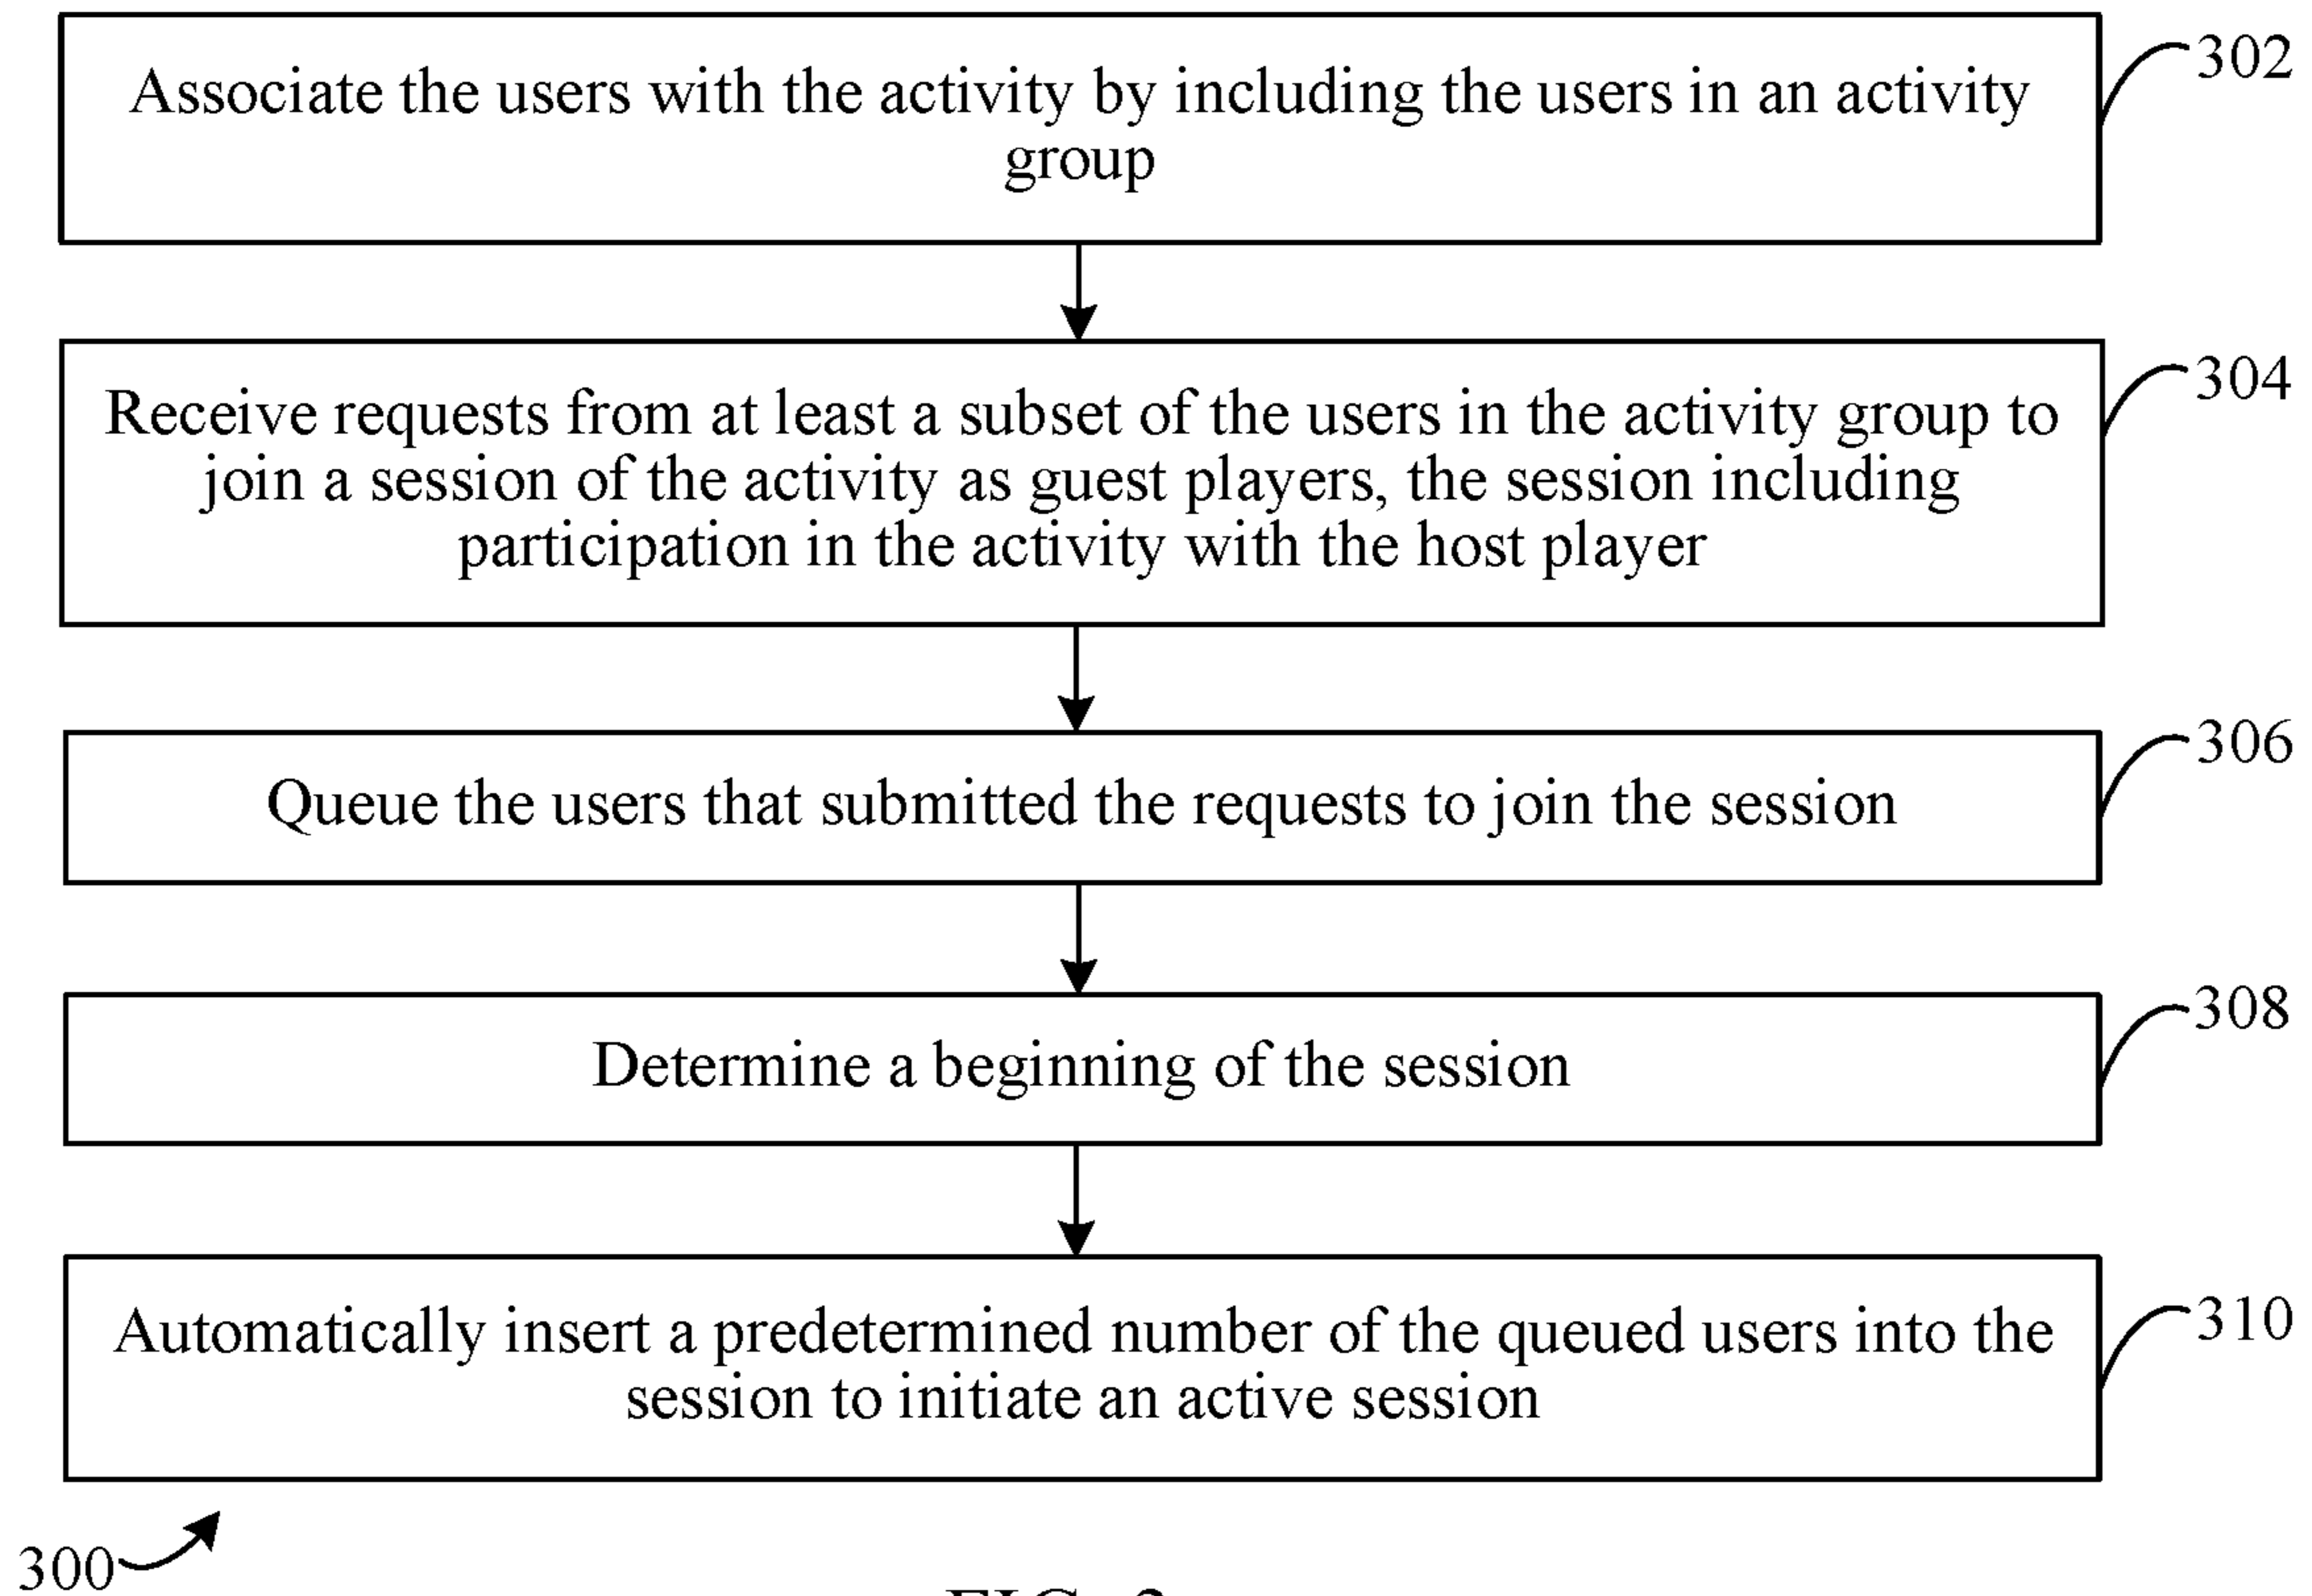 302
Associate the users with the activity by including the users in an activity
group
304
Receive requests from at least a subset of the users in the activity group to
join a session of the activity as guest players, the session including
participation in the activity with the host player
306
Queue the users that submitted the requests to join the session
308
Determine a beginning of the session
310
Automatically insert a predetermined number of the queued users into the
session to initiate an active session
300